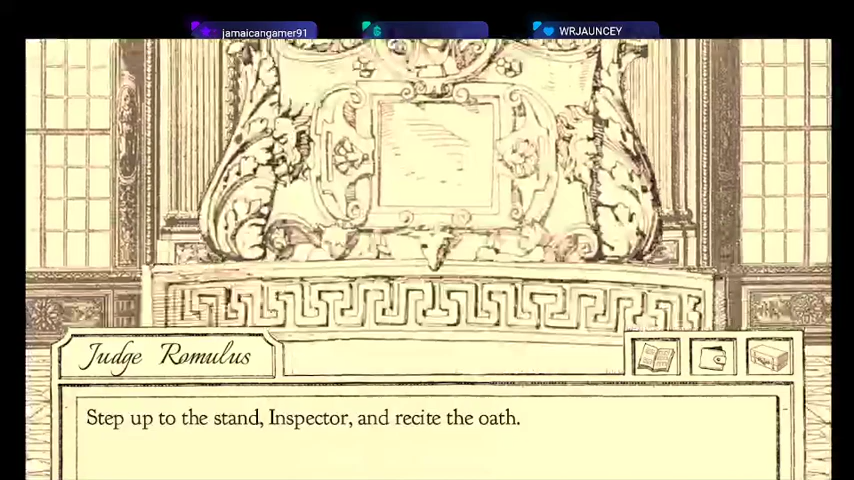 jamaicangamer91
WRJAUNCEY
Judge Romulus
Step up to the stand, Inspector, and recite the oath.